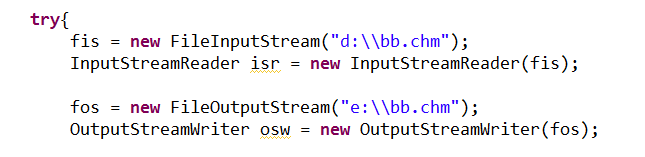 try{
fis = new FileInputStream("d:\\bb.chm");
InputStreamReader isr = new InputStreamReader(fis);
fos = new FileOutputStream("e:\\bb.chm");
OutputStreamWriter osw = new OutputStreamWriter(fos);